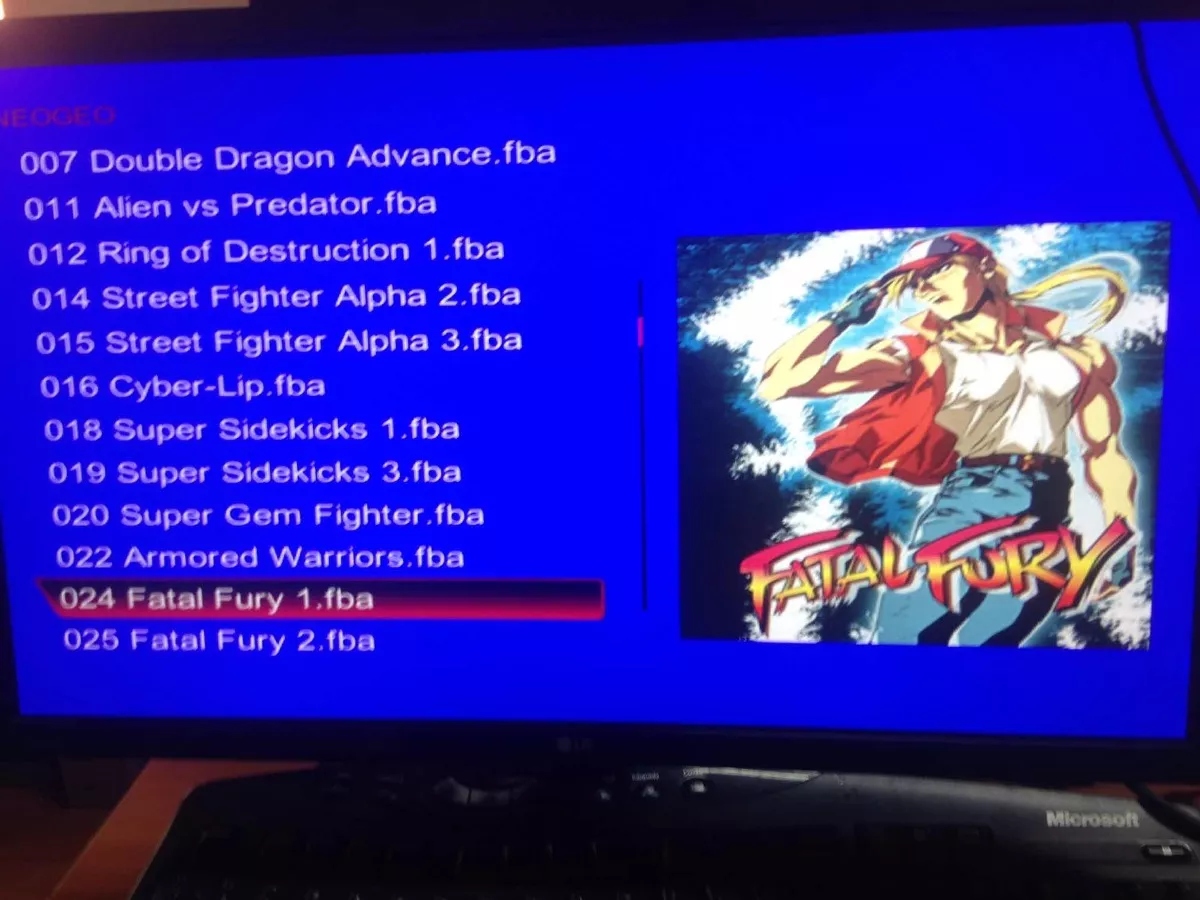 NEOGEO
007 Double Dragon Advance.fba
011 Alien vs Predator.fba
012 Ring of Destruction 1.fba
014 Street Fighter Alpha 2.fba
015 Street Fighter Alpha 3.fba
016 Cyber-Lip.fba
018 Super Sidekicks 1.fba
019 Super Sidekicks 3.fba
020 Super Gem Fighter.fba
022 Armored Warriors.fba
024 Fatal Fury 1.fba
025 Fatal Fury 2.fba
FATAL FURY
LG
Microsoft